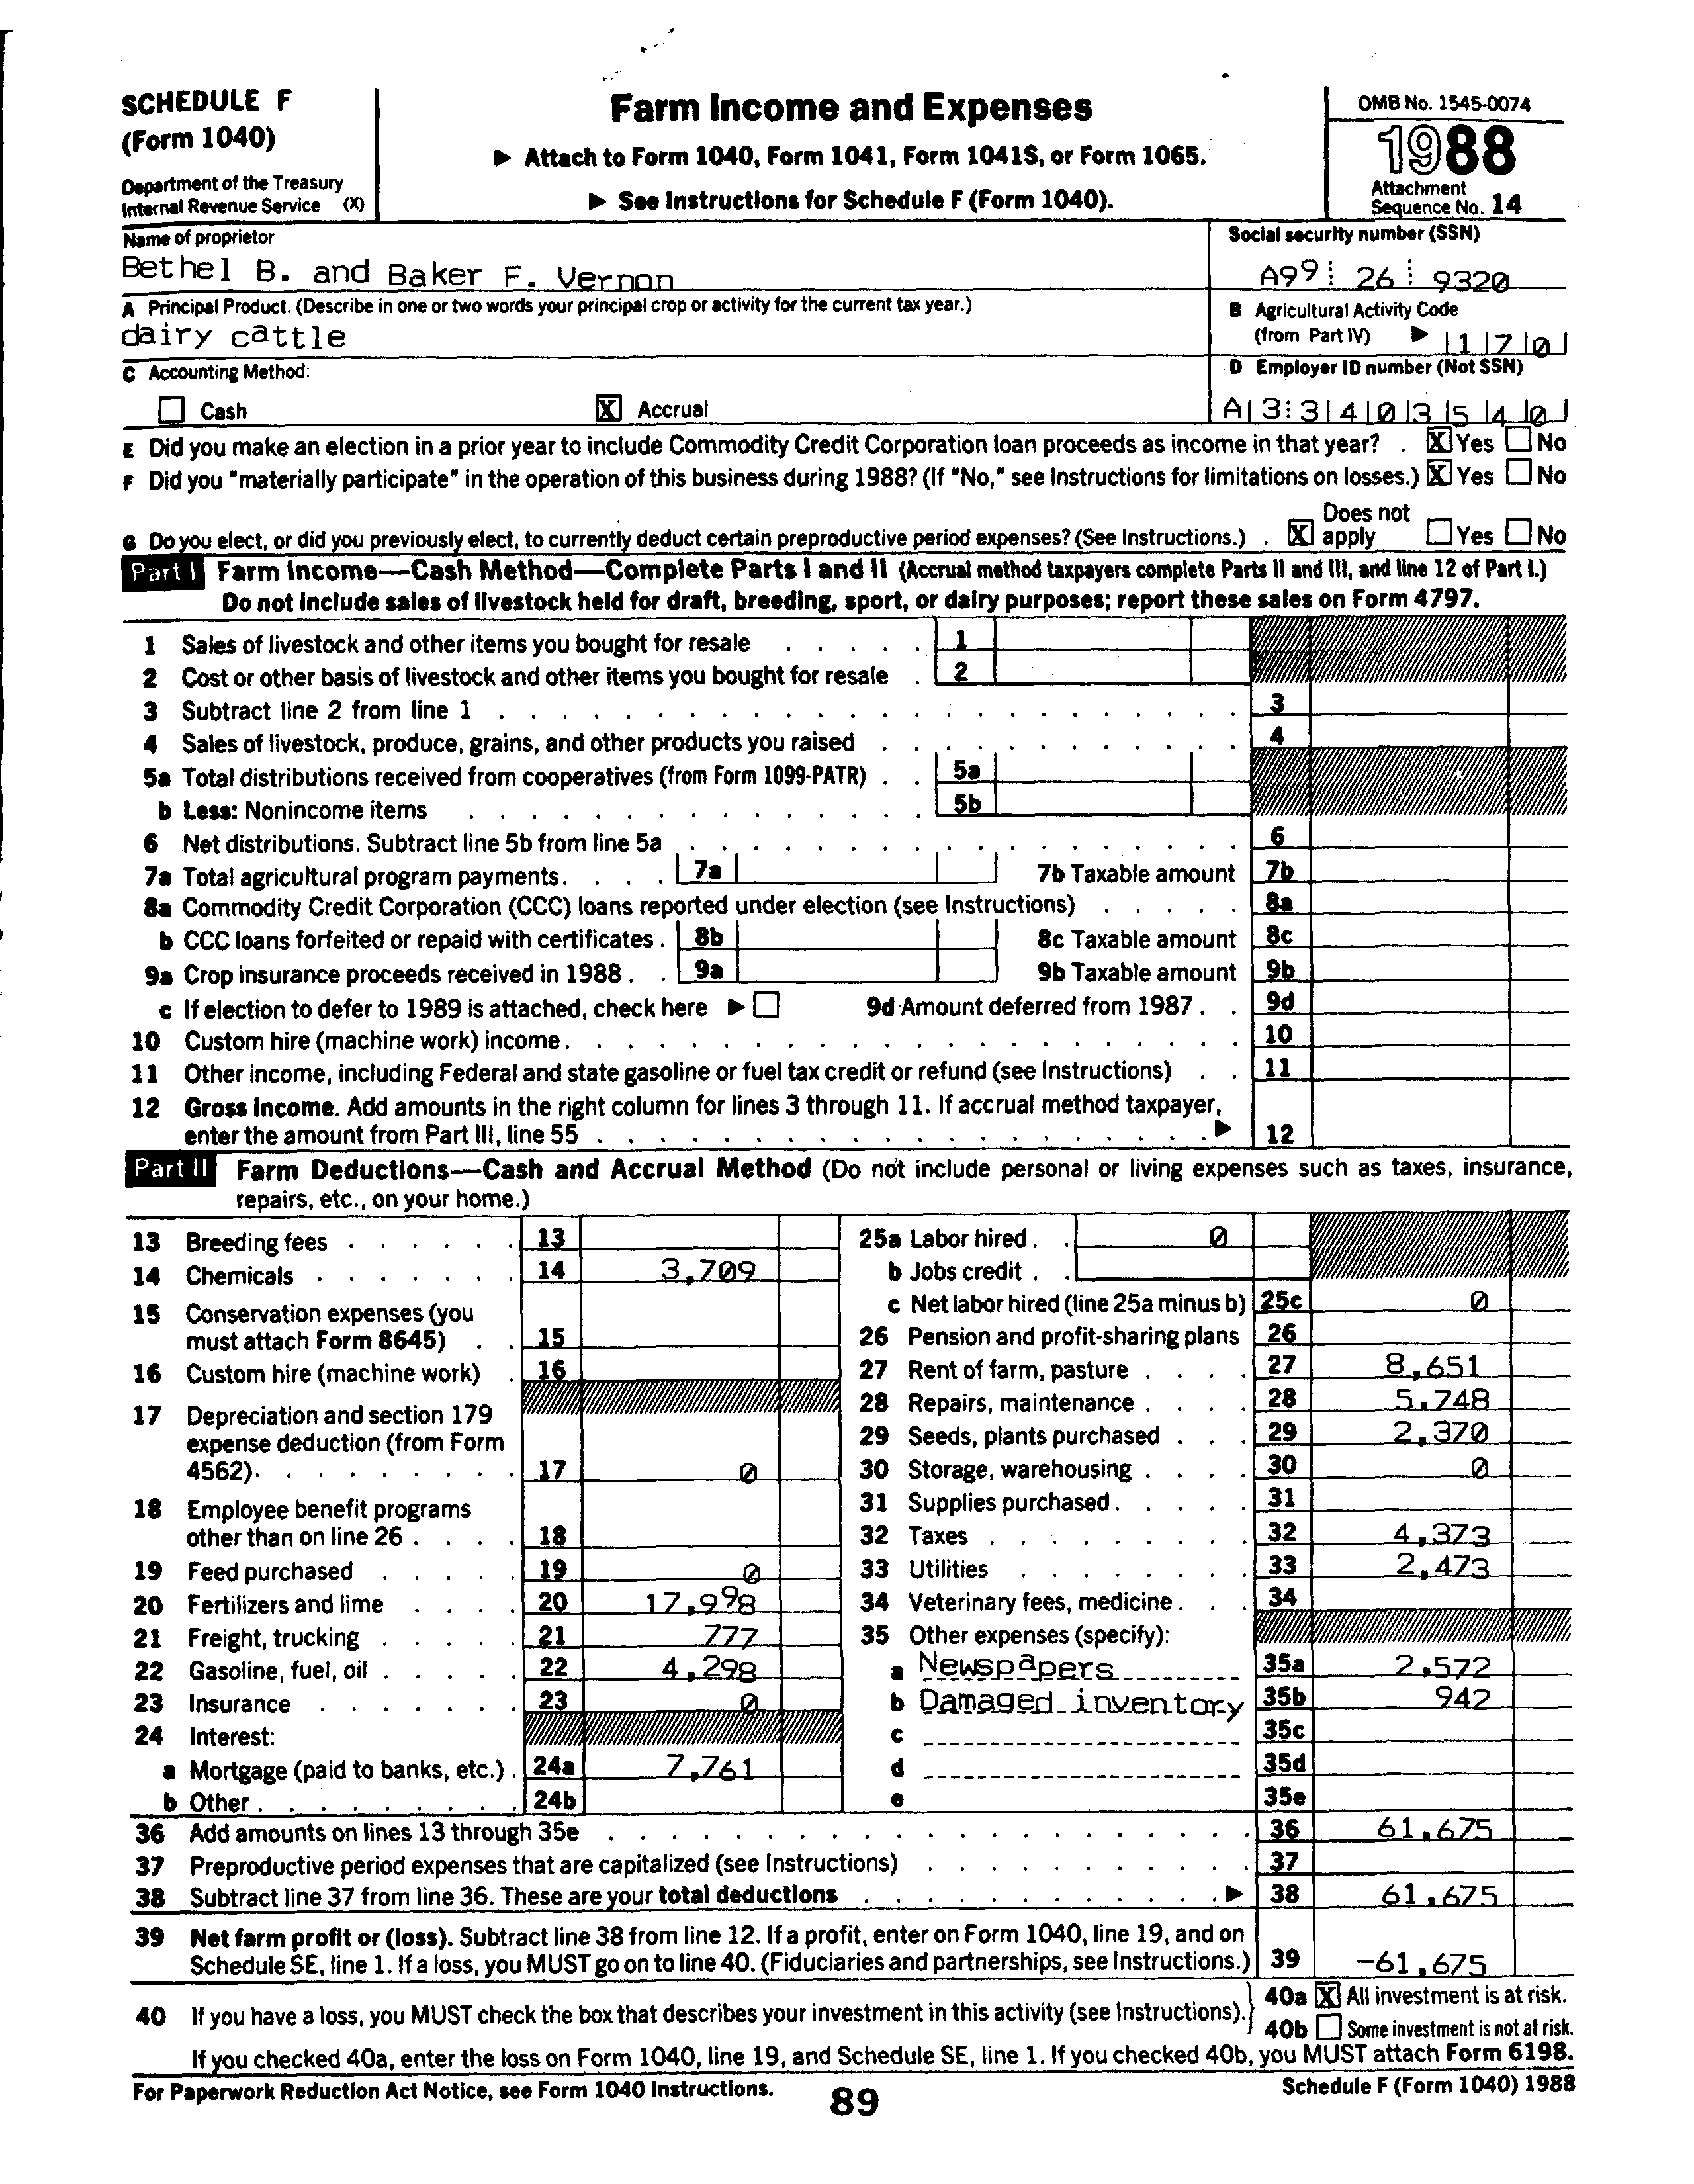 SCHEDULE F
(Form 1040)
Department of the Treasury
Internal Revenue Service (X)
Farm Income and Expenses
▶ Attach to Form 1040, Form 1041, Form 1041S, or Form 1065.
▶ See Instructions for Schedule F (Form 1040).
OMB No. 1545-0074
1988
Attachment
Sequence No. 14
Name of proprietor
Bethel B. and Baker F. Vernon
Social security number (SSN)
A99 26 9320
A Principal Product. (Describe in one or two words your principal crop or activity for the current tax year.)
dairy cattle
B Agricultural Activity Code
(from Part IV) ▶ 1 7 0
C Accounting Method:
Cash X Accrual
D Employer ID number (Not SSN)
A 3 3 4 0 3 5 4 0
E Did you make an election in a prior year to include Commodity Credit Corporation loan proceeds as income in that year? . X Yes No
F Did you "materially participate" in the operation of this business during 1988? (If "No," see Instructions for limitations on losses.) X Yes No
G Do you elect, or did you previously elect, to currently deduct certain preproductive period expenses? (See Instructions.) . X Does not apply Yes No
Part I Farm Income—Cash Method—Complete Parts I and II (Accrual method taxpayers complete Parts II and III, and line 12 of Part I.)
Do not include sales of livestock held for draft, breeding, sport, or dairy purposes; report these sales on Form 4797.
1 Sales of livestock and other items you bought for resale . . . . . 1
2 Cost or other basis of livestock and other items you bought for resale . 2
3 Subtract line 2 from line 1 . . . . . 3
4 Sales of livestock, produce, grains, and other products you raised . . . . . 4
5a Total distributions received from cooperatives (from Form 1099-PATR) . . 5a
b Less: Nonincome items . . . . . 5b
6 Net distributions. Subtract line 5b from line 5a . . . . . 6
7a Total agricultural program payments. . . . . 7a 7b Taxable amount 7b
8a Commodity Credit Corporation (CCC) loans reported under election (see Instructions) . . . . . 8a
b CCC loans forfeited or repaid with certificates . 8b 8c Taxable amount 8c
9a Crop insurance proceeds received in 1988 . . 9a 9b Taxable amount 9b
c If election to defer to 1989 is attached, check here ▶ 9d Amount deferred from 1987 . . 9d
10 Custom hire (machine work) income. . . . . 10
11 Other income, including Federal and state gasoline or fuel tax credit or refund (see Instructions) . . 11
12 Gross Income. Add amounts in the right column for lines 3 through 11. If accrual method taxpayer,
enter the amount from Part III, line 55 . . . . . ▶ 12
Part II Farm Deductions—Cash and Accrual Method (Do not include personal or living expenses such as taxes, insurance,
repairs, etc., on your home.)
13 Breeding fees . . . . . . 13
14 Chemicals . . . . . . . 14 3,709
15 Conservation expenses (you
must attach Form 8645) . . 15
16 Custom hire (machine work) . 16
17 Depreciation and section 179
expense deduction (from Form
4562). . . . . . . . 17 0
18 Employee benefit programs
other than on line 26 . . . . 18
19 Feed purchased . . . . . 19 0
20 Fertilizers and lime . . . . 20 17,998
21 Freight, trucking . . . . . 21 777
22 Gasoline, fuel, oil . . . . . 22 4,298
23 Insurance . . . . . . . 23 0
24 Interest:
a Mortgage (paid to banks, etc.) . 24a 7,761
b Other . . . . . . . . . 24b
25a Labor hired . . 0
b Jobs credit . .
c Net labor hired (line 25a minus b) 25c 0
26 Pension and profit-sharing plans 26
27 Rent of farm, pasture . . . . 27 8,651
28 Repairs, maintenance . . . . 28 5,748
29 Seeds, plants purchased . . . 29 2,370
30 Storage, warehousing . . . . 30 0
31 Supplies purchased . . . . . 31
32 Taxes . . . . . . . . . 32 4,373
33 Utilities . . . . . . . . 33 2,473
34 Veterinary fees, medicine . . . 34
35 Other expenses (specify):
a Newspapers 35a 2,572
b Damaged inventory 35b 942
c 35c
d 35d
e 35e
36 Add amounts on lines 13 through 35e . . . . . 36 61,675
37 Preproductive period expenses that are capitalized (see Instructions) . . . . . 37
38 Subtract line 37 from line 36. These are your total deductions . . . . . ▶ 38 61,675
39 Net farm profit or (loss). Subtract line 38 from line 12. If a profit, enter on Form 1040, line 19, and on
Schedule SE, line 1. If a loss, you MUST go on to line 40. (Fiduciaries and partnerships, see Instructions.) 39 -61,675
40 If you have a loss, you MUST check the box that describes your investment in this activity (see Instructions).
40a X All investment is at risk.
40b Some investment is not at risk.
If you checked 40a, enter the loss on Form 1040, line 19, and Schedule SE, line 1. If you checked 40b, you MUST attach Form 6198.
For Paperwork Reduction Act Notice, see Form 1040 Instructions.
89
Schedule F (Form 1040) 1988